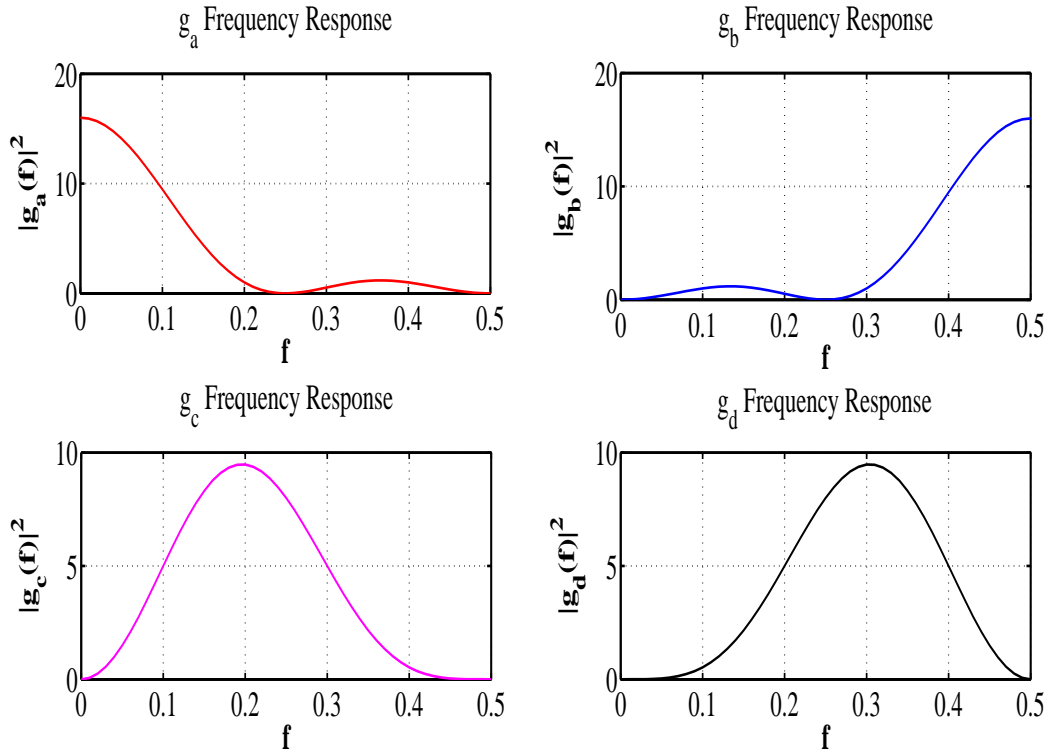 g_a Frequency Response
|g_a(f)|^2
20
10
0
0 0.1 0.2 0.3 0.4 0.5
f
g_b Frequency Response
|g_b(f)|^2
20
10
0
0 0.1 0.2 0.3 0.4 0.5
f
g_c Frequency Response
|g_c(f)|^2
10
5
0
0 0.1 0.2 0.3 0.4 0.5
f
g_d Frequency Response
|g_d(f)|^2
10
5
0
0 0.1 0.2 0.3 0.4 0.5
f